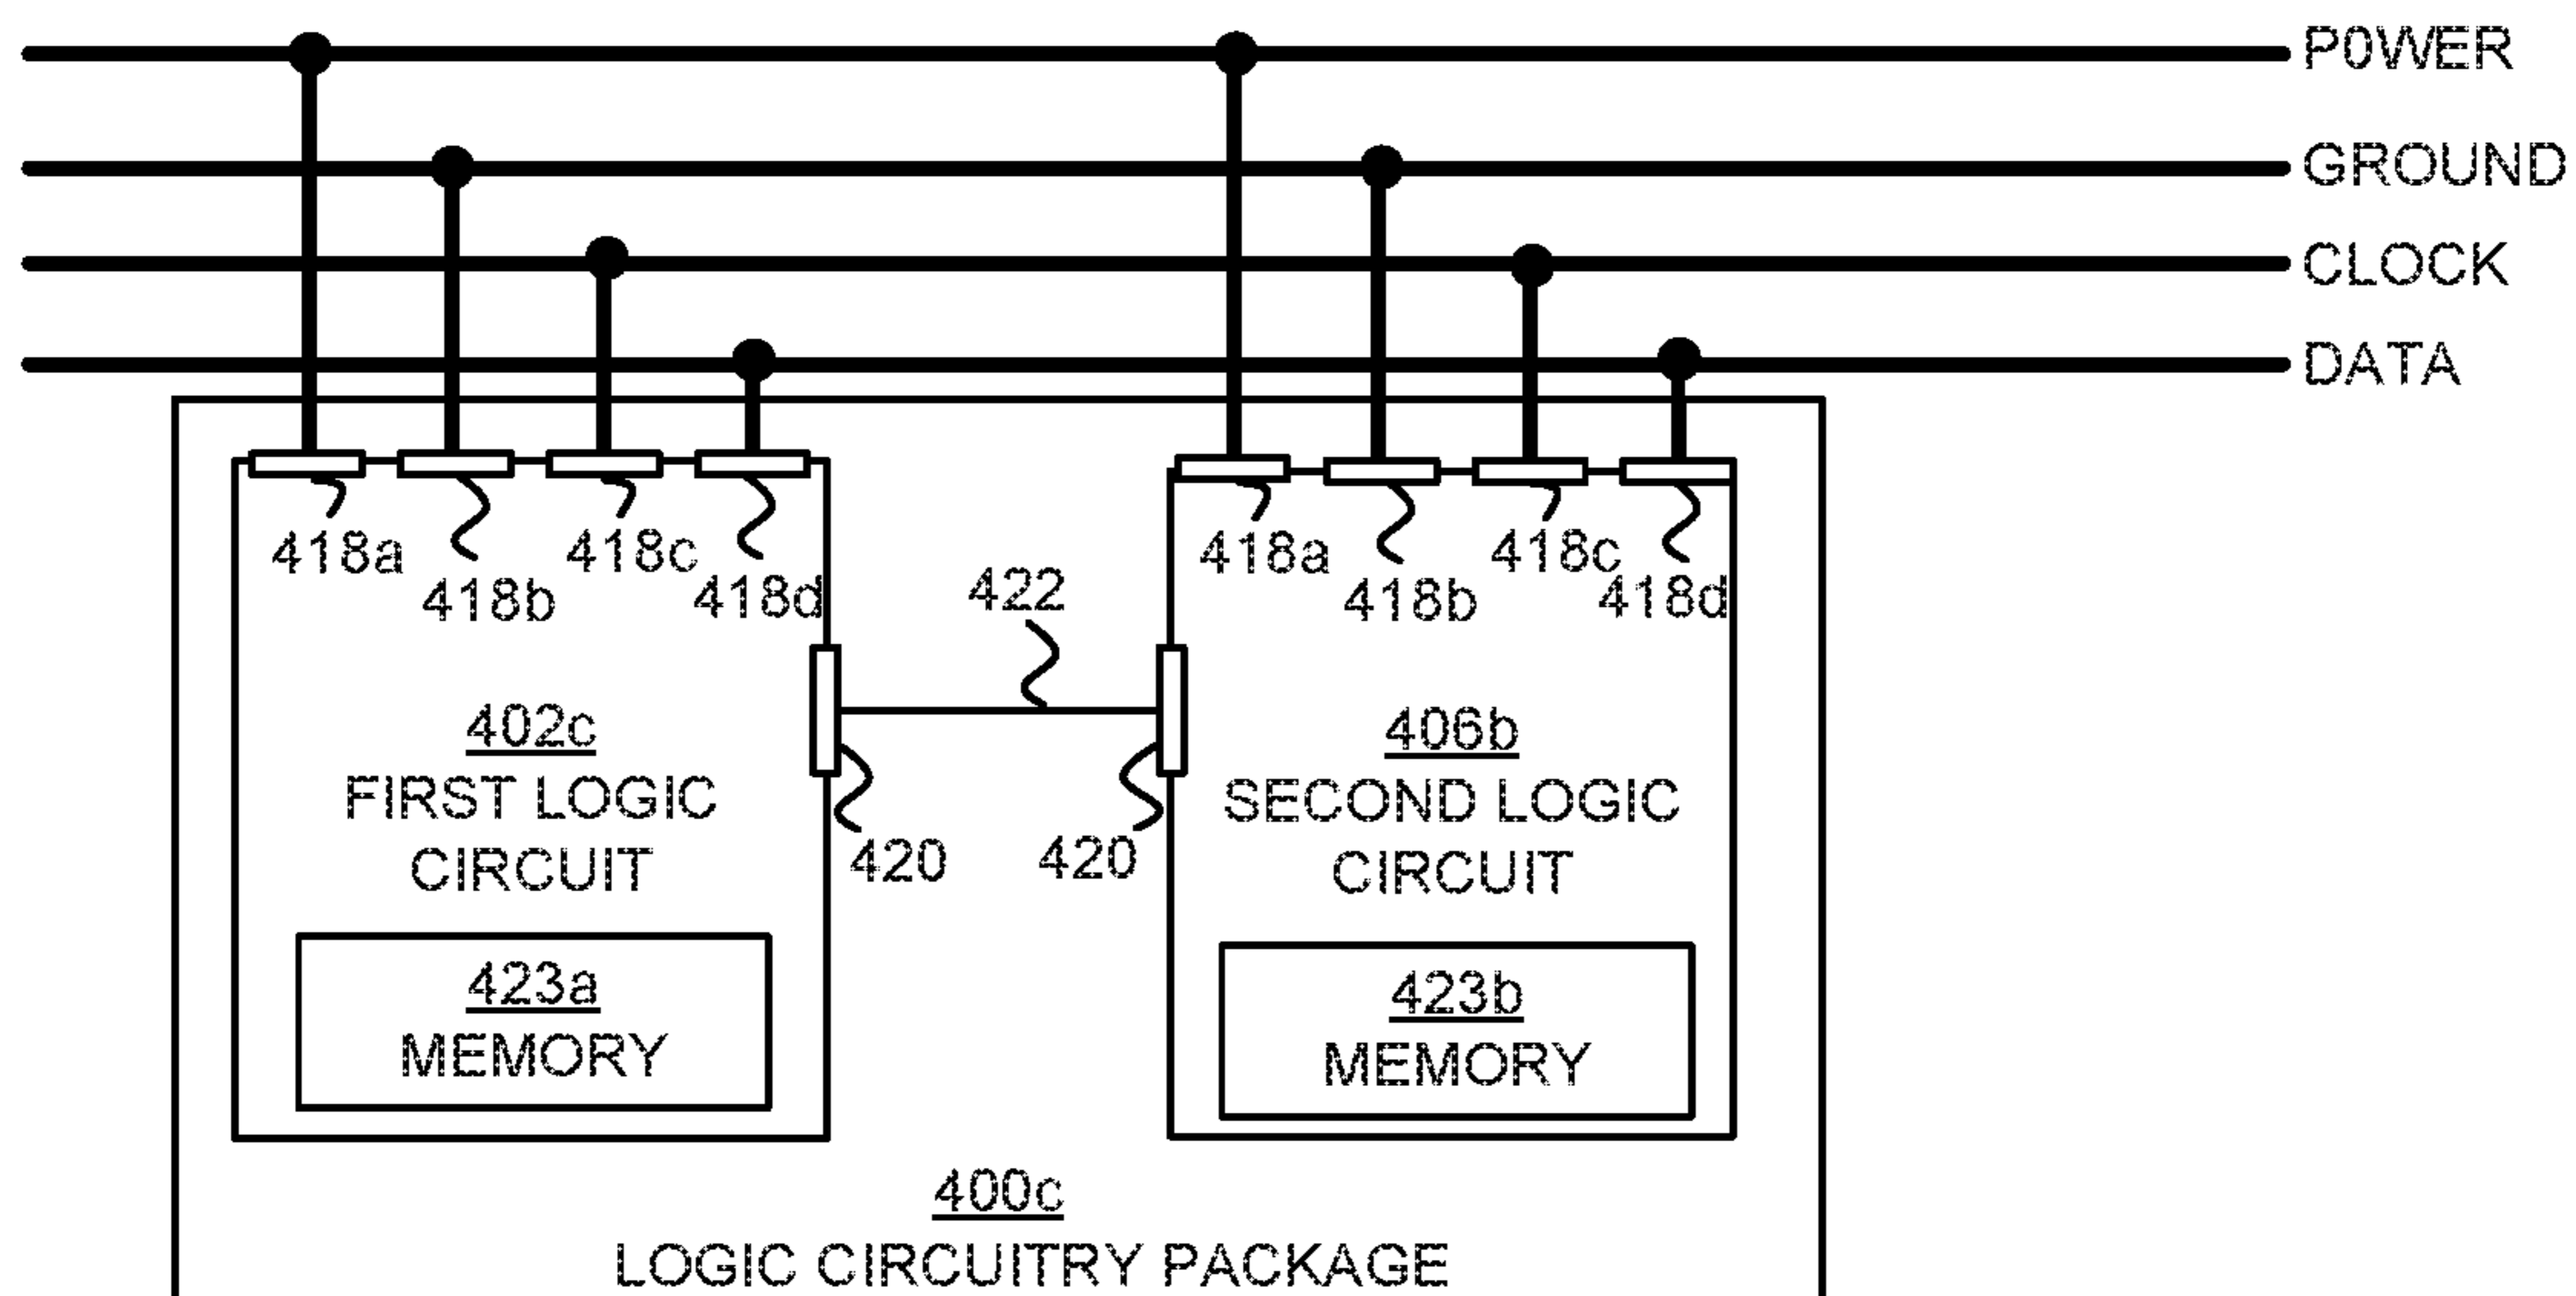 P0WER
GROUND
CLOCK
DATA
418a
418b
418c
418d
418a
418b
418c
418d
422
402c
FIRST LOGIC
CIRCUIT
420
420
406b
SECOND LOGIC
CIRCUIT
423a
MEMORY
423b
MEMORY
400c
LOGIC CIRCUITRY PACKAGE